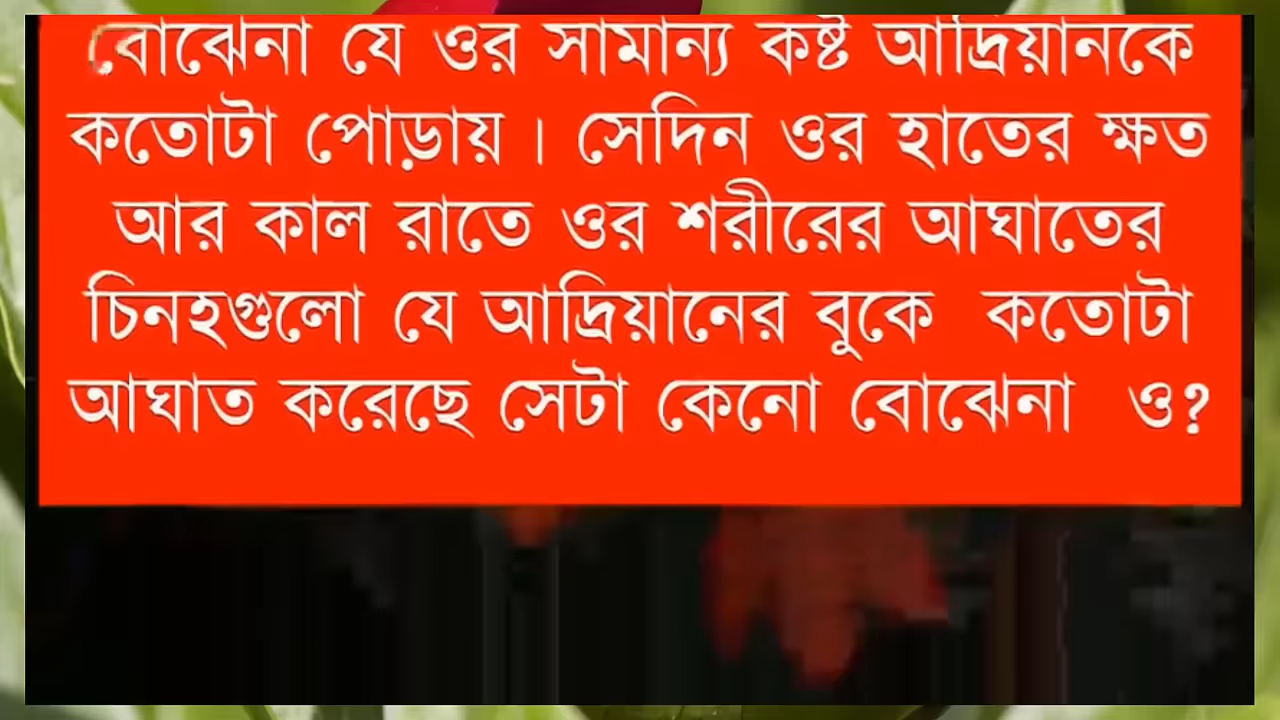 বোঝেনা যে ওর সামান্য কষ্ট আদ্রিয়ানকে
কতোটা পোড়ায়। সেদিন ওর হাতের ক্ষত
আর কাল রাতে ওর শরীরের আঘাতের
চিনহগুলো যে আদ্রিয়ানের বুকে কতোটা
আঘাত করেছে সেটা কেনো বোঝেনা ও?